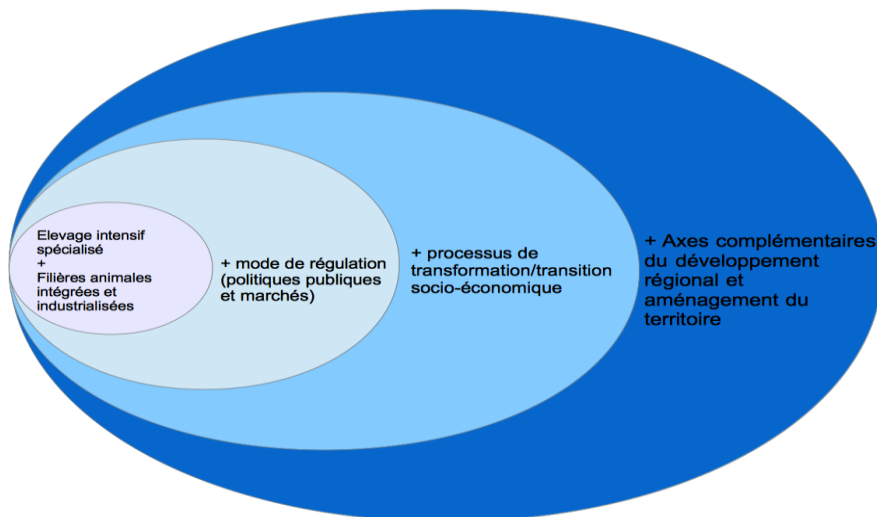 Elevage intensif
spécialisé
+
Filières animales
intégrées et
industrialisées
+ mode de régulation
(politiques publiques
et marchés)
+ processus de
transformation/transition
socio-économique
+ Axes complémentaires
du développement
régional et
aménagement du
territoire